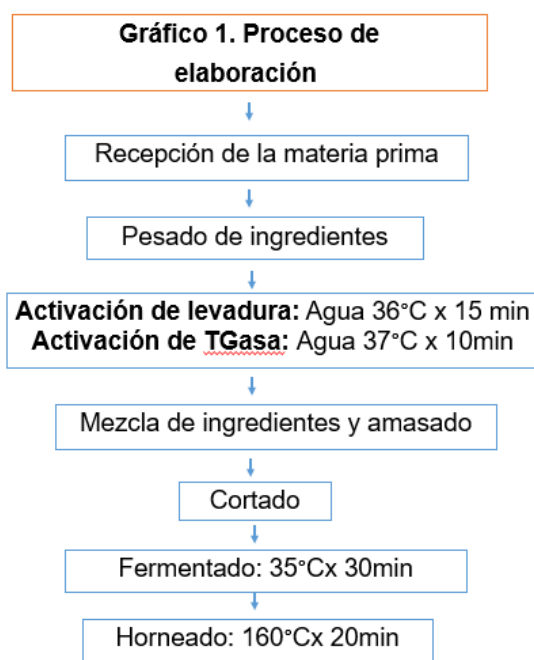 Gráfico 1. Proceso de
elaboración
Recepción de la materia prima
Pesado de ingredientes
Activación de levadura: Agua 36°C x 15 min
Activación de TGasa: Agua 37°C x 10min
Mezcla de ingredientes y amasado
Cortado
Fermentado: 35°Cx 30min
Horneado: 160°Cx 20min